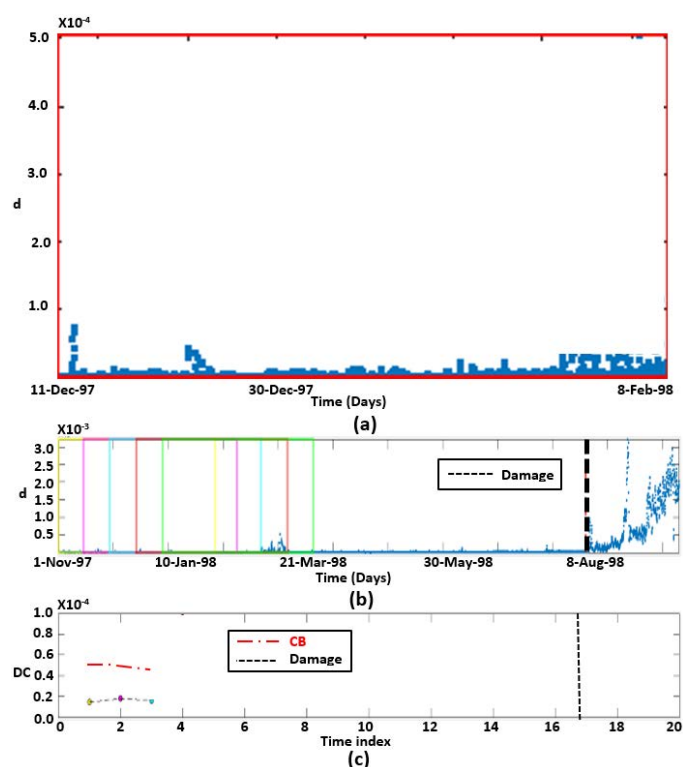 X10-4
5.0
4.0
3.0
d
2.0
1.0
11-Dec-97 30-Dec-97 8-Feb-98
Time (Days)
(a)
X10-3
3.0
2.5
2.0
d
1.5
1.0
0.5
Damage
1-Nov-97 10-Jan-98 21-Mar-98 30-May-98 8-Aug-98
Time (Days)
(b)
X10-4
1.0
0.8
0.6
DC
0.4
0.2
0.0
CB
Damage
0 2 4 6 8 10 12 14 16 18 20
Time index
(c)